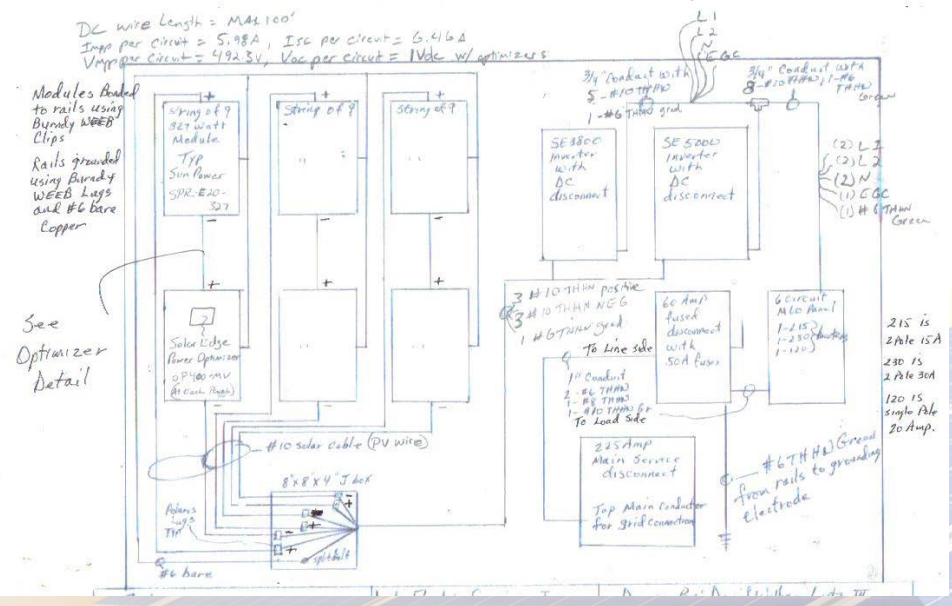 DC wire Length = MAX 100'
Impp per circuit = 5.98A, Isc per circuit = 6.46A
Vmpp per circuit = 492.3V, Voc per circuit = 1Vdc w/optimizers
Modules Bonded
to rails using
Burndy WEEB
Clips
Rails grounded
using Burndy
WEEB Lugs
and #6 bare
Copper
See
Optimizer
Detail
+
String of 9
327 watt
Module
Typ
SunPower
SPR-E20-
327
-
+
String of 9
" "
-
+
String of 9
-
+
Solar Edge
Power Optimizer
OP400-MV
-
+
-
+
-
#10 Solar Cable (PV wire)
8"x8"x4" J box
Polaris
Lugs
Typ
-
+
+
-
+
splitbolt
#6 bare
L1
L2
N
EGC
3/4" Conduit with
5 - #10 THHN
1 - #6 THHN grnd
3/4" Conduit with
8 - #10 THHN, 1-#6
THHN
Green
SE3800
Inverter
with
DC
disconnect
SE5000
Inverter
with
DC
disconnect
(2) L1
(2) L2
(2) N
(1) EGC
(1) #6 THHN
Green
3 #10 THHN positive
3 #10 THHN NEG
1 #6 THHN grnd
60 Amp
fused
disconnect
with
50A fuses
6 circuit
MLO Panel
1-215
1-230
1-120
215 is
2 Pole 15A
230 is
2 Pole 30A
120 is
single Pole
20 Amp.
To Line side
1" Conduit
2 - #6 THHN
1 - #8 THHN
1 - #10 THHN Gr
To Load side
225 Amp
Main Service
disconnect
Tap Main Conductor
for grid connection
#6 THHN Green
from rails to grounding
electrode